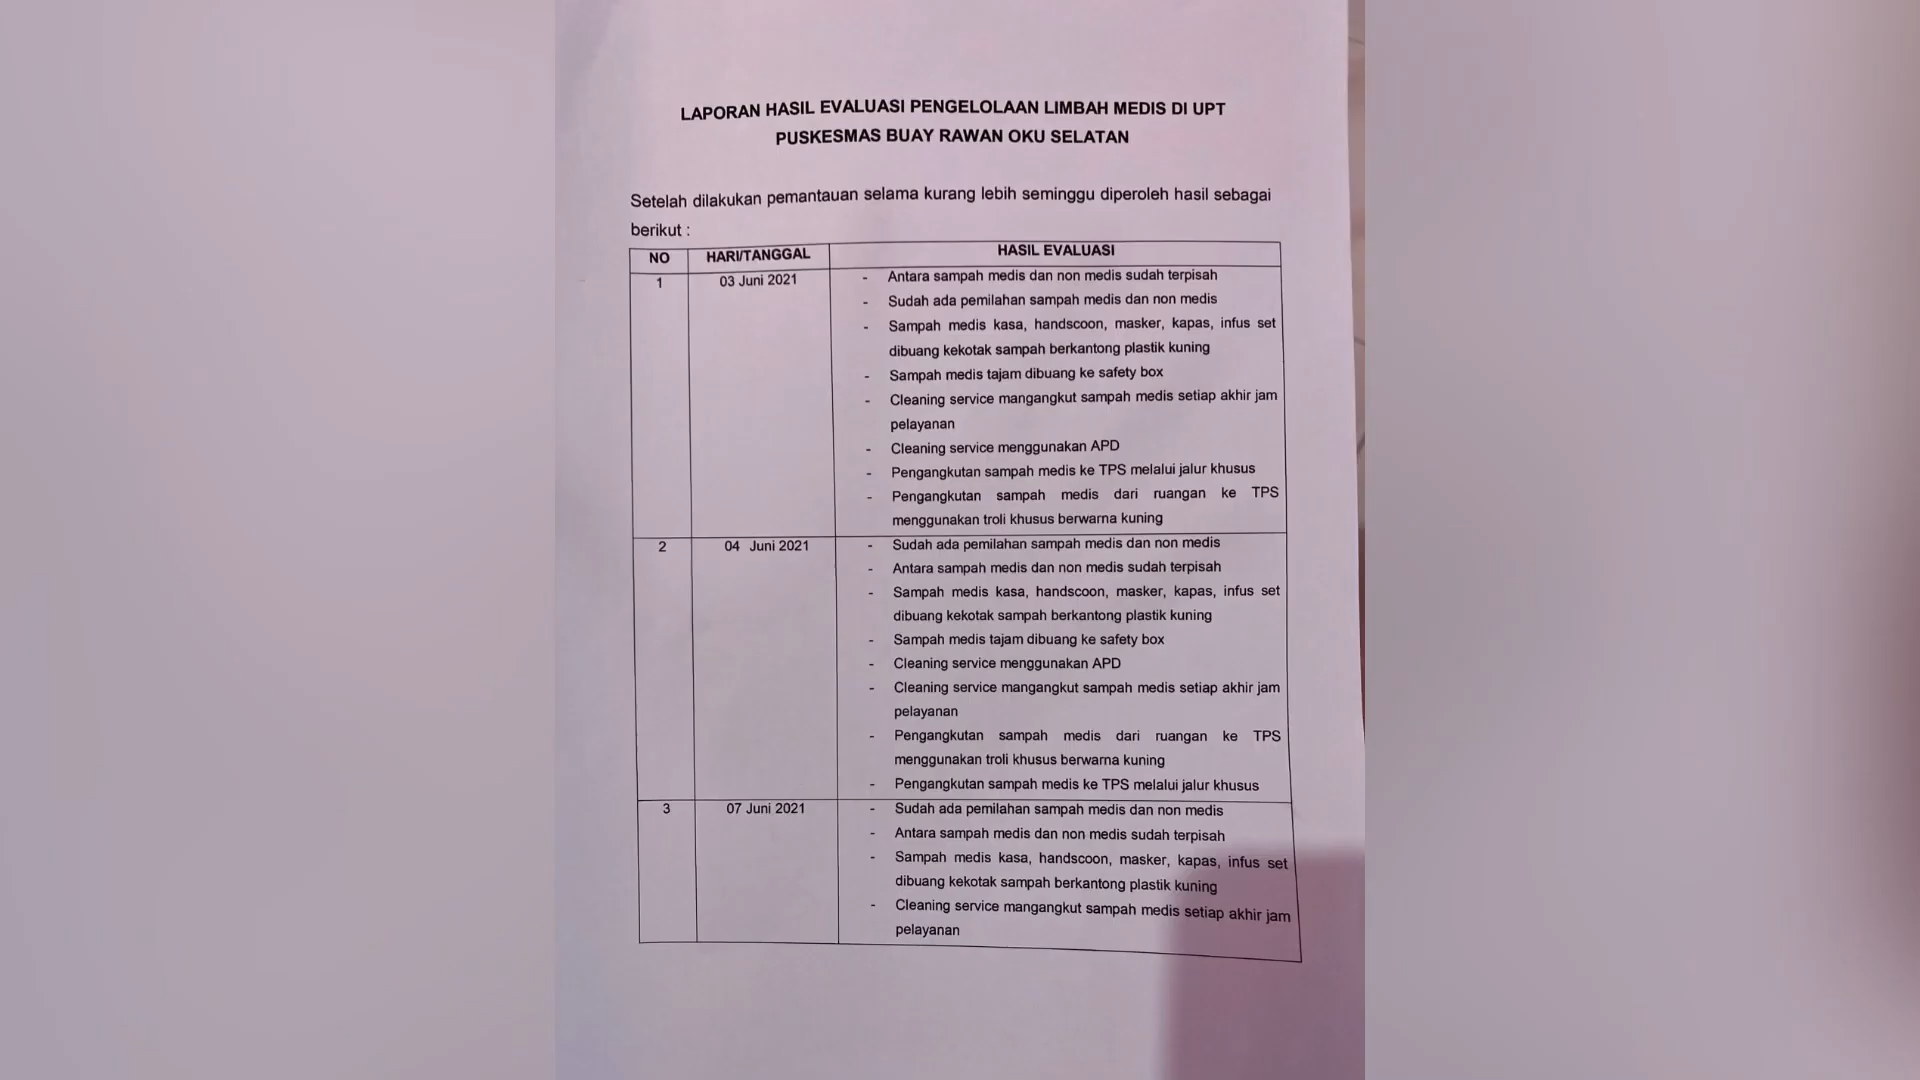 LAPORAN HASIL EVALUASI PENGELOLAAN LIMBAH MEDIS DI UPT
PUSKESMAS BUAY RAWAN OKU SELATAN
Setelah dilakukan pemantauan selama kurang lebih seminggu diperoleh hasil sebagai
berikut :
NO HARI/TANGGAL HASIL EVALUASI
1 03 Juni 2021 - Antara sampah medis dan non medis sudah terpisah
- Sudah ada pemilahan sampah medis dan non medis
- Sampah medis kasa, handscoon, masker, kapas, infus set
dibuang kekotak sampah berkantong plastik kuning
- Sampah medis tajam dibuang ke safety box
- Cleaning service mangangkut sampah medis setiap akhir jam
pelayanan
- Cleaning service menggunakan APD
- Pengangkutan sampah medis ke TPS melalui jalur khusus
- Pengangkutan sampah medis dari ruangan ke TPS
menggunakan troli khusus berwarna kuning
2 04 Juni 2021 - Sudah ada pemilahan sampah medis dan non medis
- Antara sampah medis dan non medis sudah terpisah
- Sampah medis kasa, handscoon, masker, kapas, infus set
dibuang kekotak sampah berkantong plastik kuning
- Sampah medis tajam dibuang ke safety box
- Cleaning service menggunakan APD
- Cleaning service mangangkut sampah medis setiap akhir jam
pelayanan
- Pengangkutan sampah medis dari ruangan ke TPS
menggunakan troli khusus berwarna kuning
- Pengangkutan sampah medis ke TPS melalui jalur khusus
3 07 Juni 2021 - Sudah ada pemilahan sampah medis dan non medis
- Antara sampah medis dan non medis sudah terpisah
- Sampah medis kasa, handscoon, masker, kapas, infus set
dibuang kekotak sampah berkantong plastik kuning
- Cleaning service mangangkut sampah medis setiap akhir jam
pelayanan